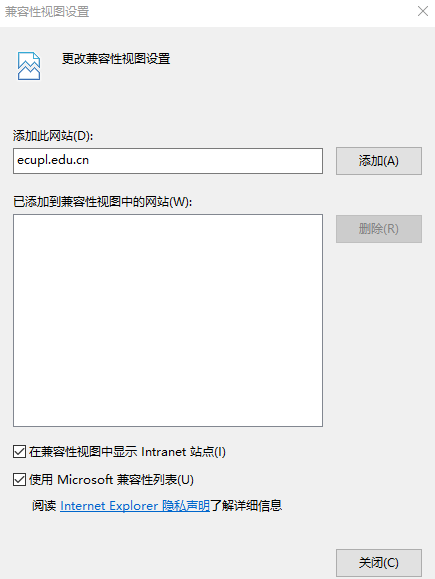 兼容性视图设置
更改兼容性视图设置
添加此网站(D):
ecupl.edu.cn
添加(A)
已添加到兼容性视图中的网站(W):
删除(R)
在兼容性视图中显示 Intranet 站点(I)
使用 Microsoft 兼容性列表(U)
阅读 Internet Explorer 隐私声明了解详细信息
关闭(C)